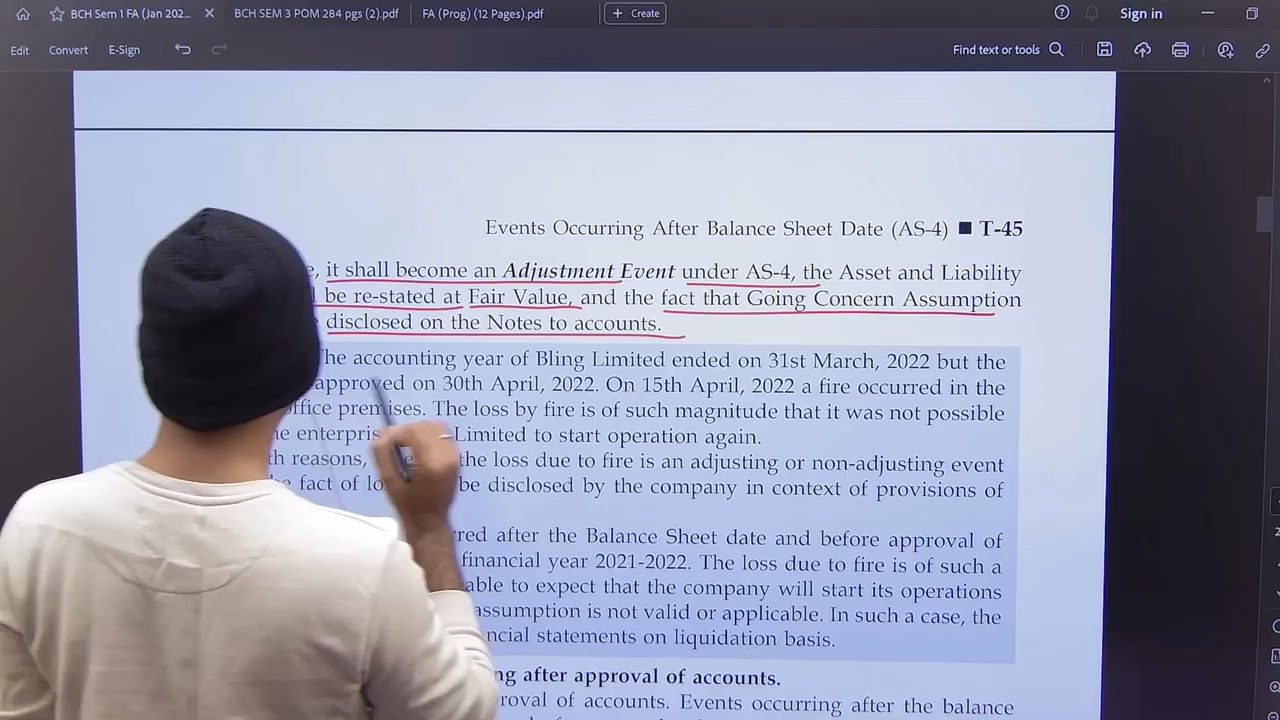 BCH Sem 1 FA (Jan 202...
BCH SEM 3 POM 284 pgs (2).pdf
FA (Prog) (12 Pages).pdf
+ Create
Sign in
Edit
Convert
E-Sign
Find text or tools
Events Occurring After Balance Sheet Date (AS-4) ■ T-45
it shall become an Adjustment Event under AS-4, the Asset and Liability
be re-stated at Fair Value, and the fact that Going Concern Assumption
disclosed on the Notes to accounts.
The accounting year of Bling Limited ended on 31st March, 2022 but the
approved on 30th April, 2022. On 15th April, 2022 a fire occurred in the
office premises. The loss by fire is of such magnitude that it was not possible
Limited to start operation again.
reasons, the loss due to fire is an adjusting or non-adjusting event
fact of be disclosed by the company in context of provisions of
after the Balance Sheet date and before approval of
financial year 2021-2022. The loss due to fire is of such a
to expect that the company will start its operations
assumption is not valid or applicable. In such a case, the
statements on liquidation basis.
after approval of accounts.
of accounts. Events occurring after the balance